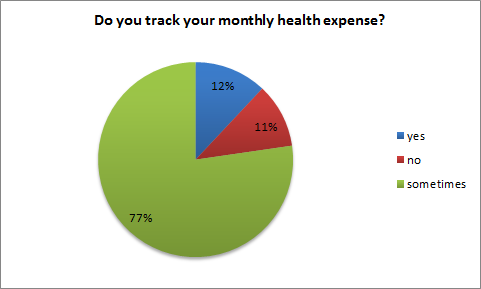 Do you track your monthly health expense?
12%
11%
77%
yes
no
sometimes